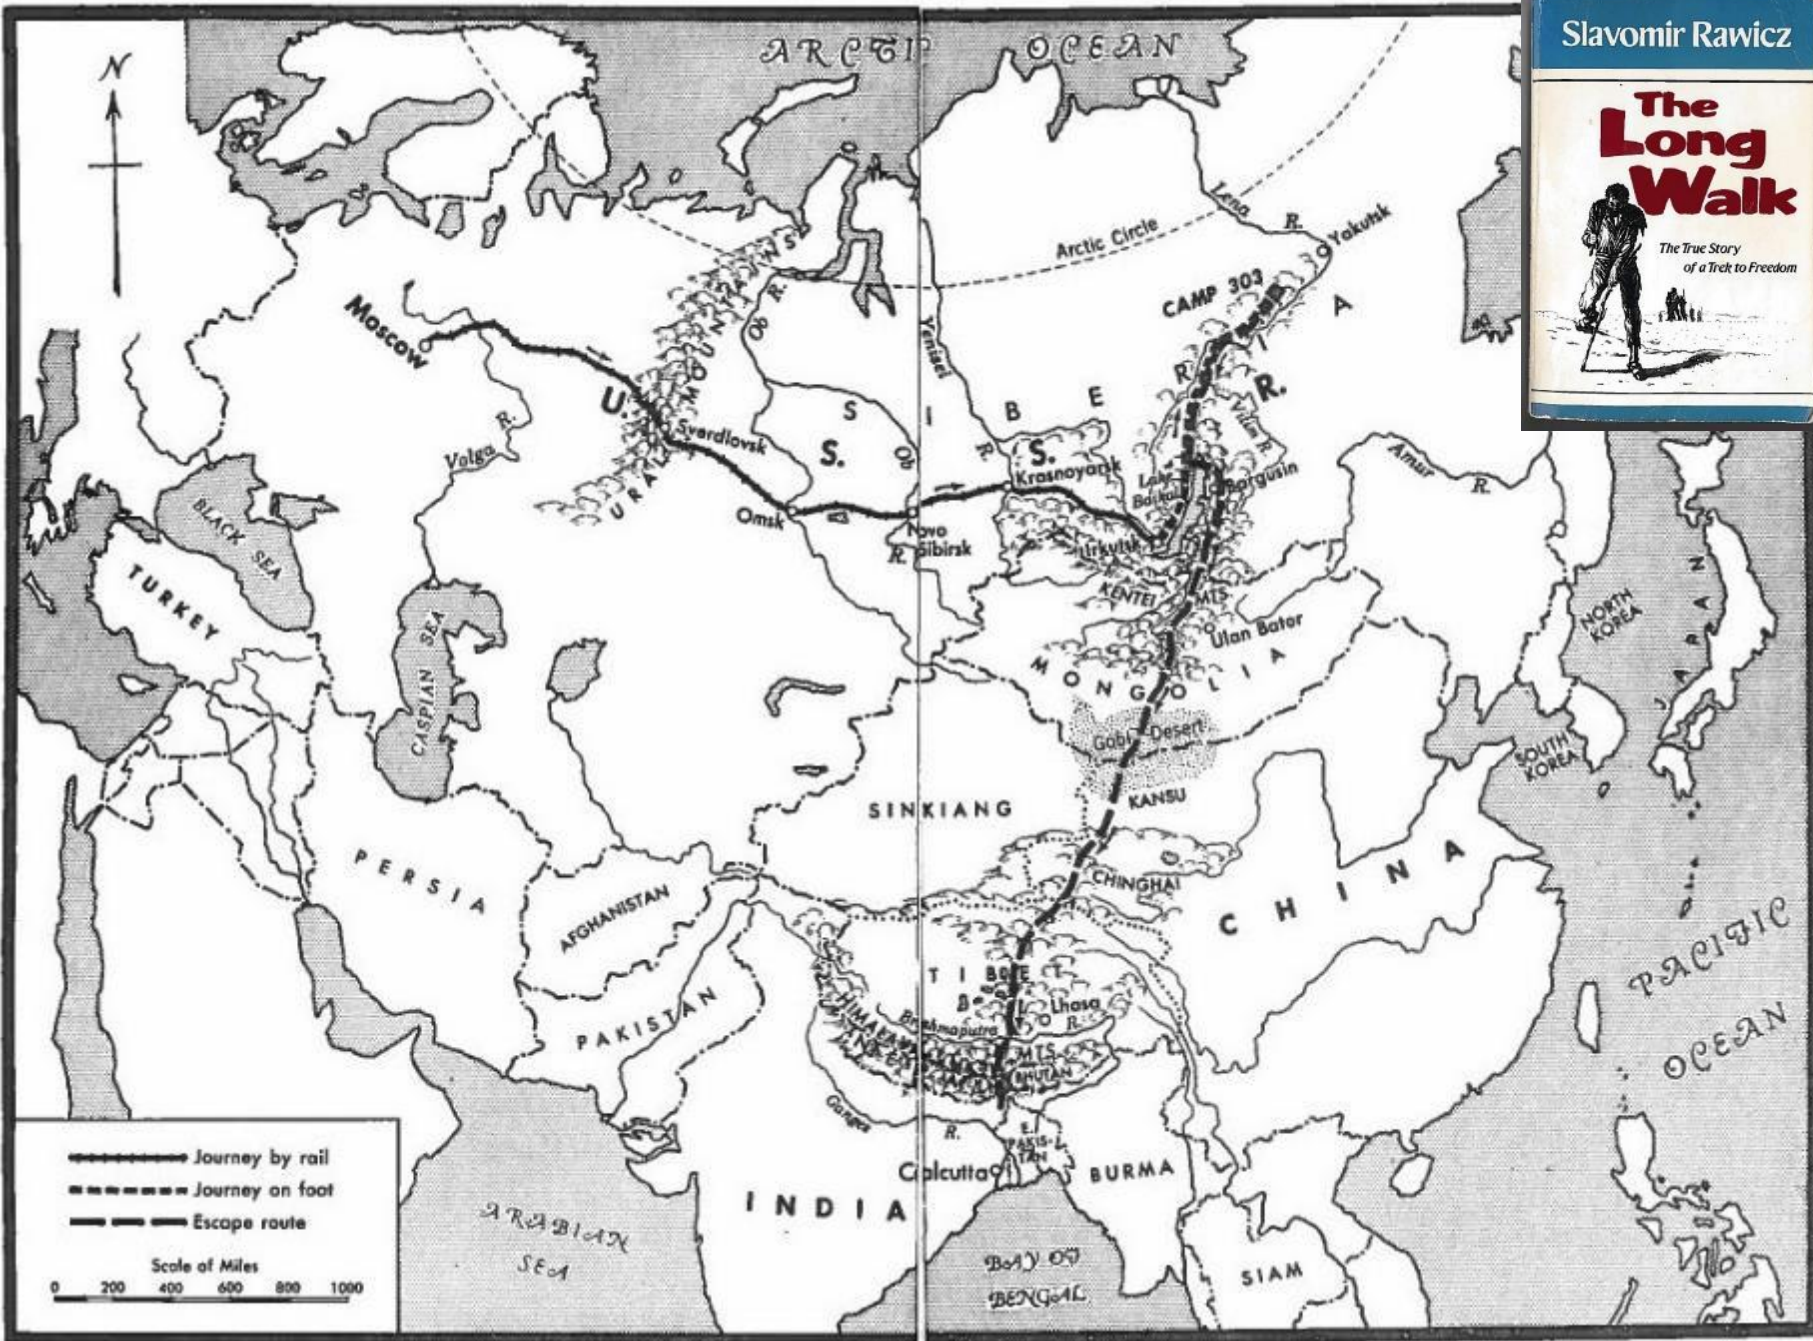 Slavomir Rawicz
The
Long
Walk
The True Story
of a Trek to Freedom
ARCTIC OCEAN
N
Lena R.
Yakutsk
Arctic Circle
CAMP 303
Moscow
URAL MOUNTAINS
Ob R.
Yenisei R.
U. S. S. R.
SIBERIA
Volga R.
Sverdlovsk
Ob
R.
Krasnoyarsk
Vitim R.
Lake
Baikal
Bargusin
Amur R.
Omsk
Novo
Sibirsk
Irkutsk
BLACK SEA
TURKEY
KENTEI MTS.
Ulan Bator
MONGOLIA
NORTH
KOREA
JAPAN
CASPIAN SEA
Gobi Desert
SOUTH
KOREA
SINKIANG
KANSU
PERSIA
AFGHANISTAN
CHINGHAI
CHINA
PACIFIC
OCEAN
PAKISTAN
TIBET
Lhasa
Brahmaputra R.
HIMALAYA
MTS.
BHUTAN
Ganges R.
E.
PAKIS-
TAN
Calcutta
BURMA
INDIA
ARABIAN
SEA
BAY OF
BENGAL
SIAM
Journey by rail
Journey on foot
Escape route
Scale of Miles
0 200 400 600 800 1000